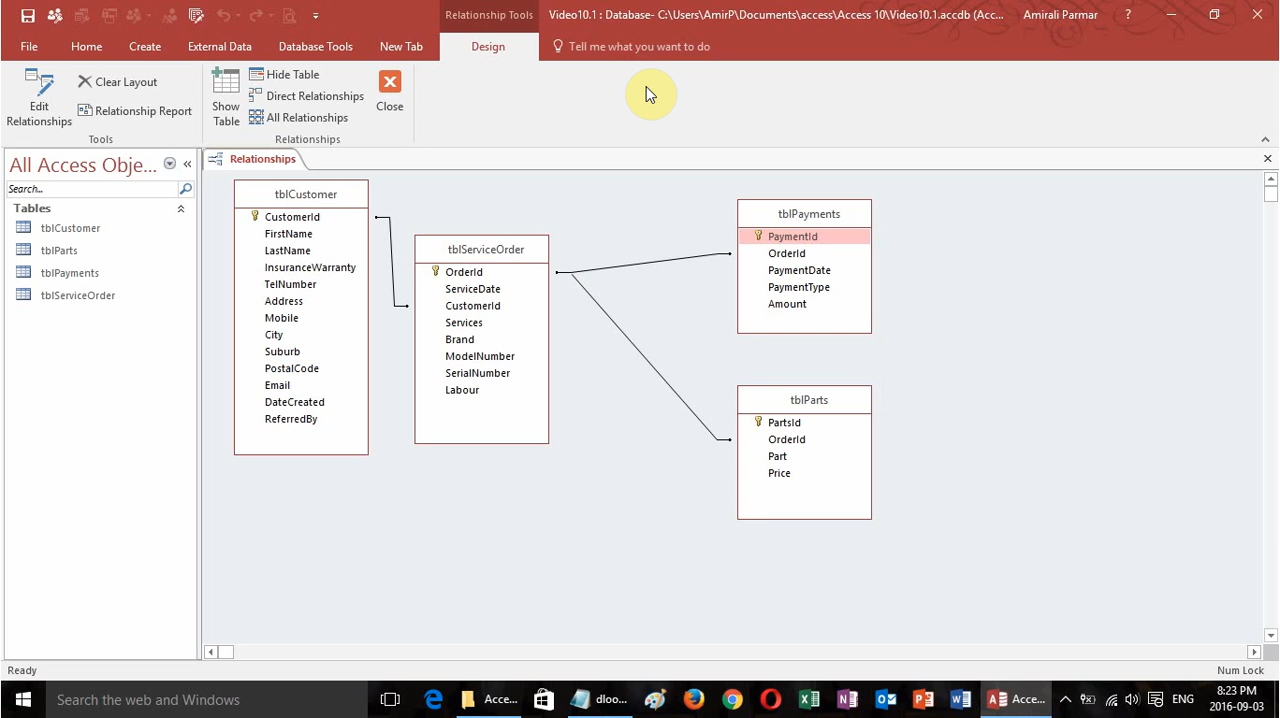 Relationship Tools
Video10.1 : Database- C:\Users\AmirP\Documents\access\Access 10\Video10.1.accdb (Acc...
Amirali Parmar
?
File
Home
Create
External Data
Database Tools
New Tab
Design
Tell me what you want to do
Edit
Relationships
Clear Layout
Relationship Report
Tools
Show
Table
Hide Table
Direct Relationships
All Relationships
Relationships
Close
All Access Obje...
Search...
Tables
tblCustomer
tblParts
tblPayments
tblServiceOrder
Relationships
tblCustomer
CustomerId
FirstName
LastName
InsuranceWarranty
TelNumber
Address
Mobile
City
Suburb
PostalCode
Email
DateCreated
ReferredBy
tblServiceOrder
OrderId
ServiceDate
CustomerId
Services
Brand
ModelNumber
SerialNumber
Labour
tblPayments
PaymentId
OrderId
PaymentDate
PaymentType
Amount
tblParts
PartsId
OrderId
Part
Price
Ready
Num Lock
Search the web and Windows
Acce...
dloo...
Acce...
ENG
8:23 PM
2016-09-03